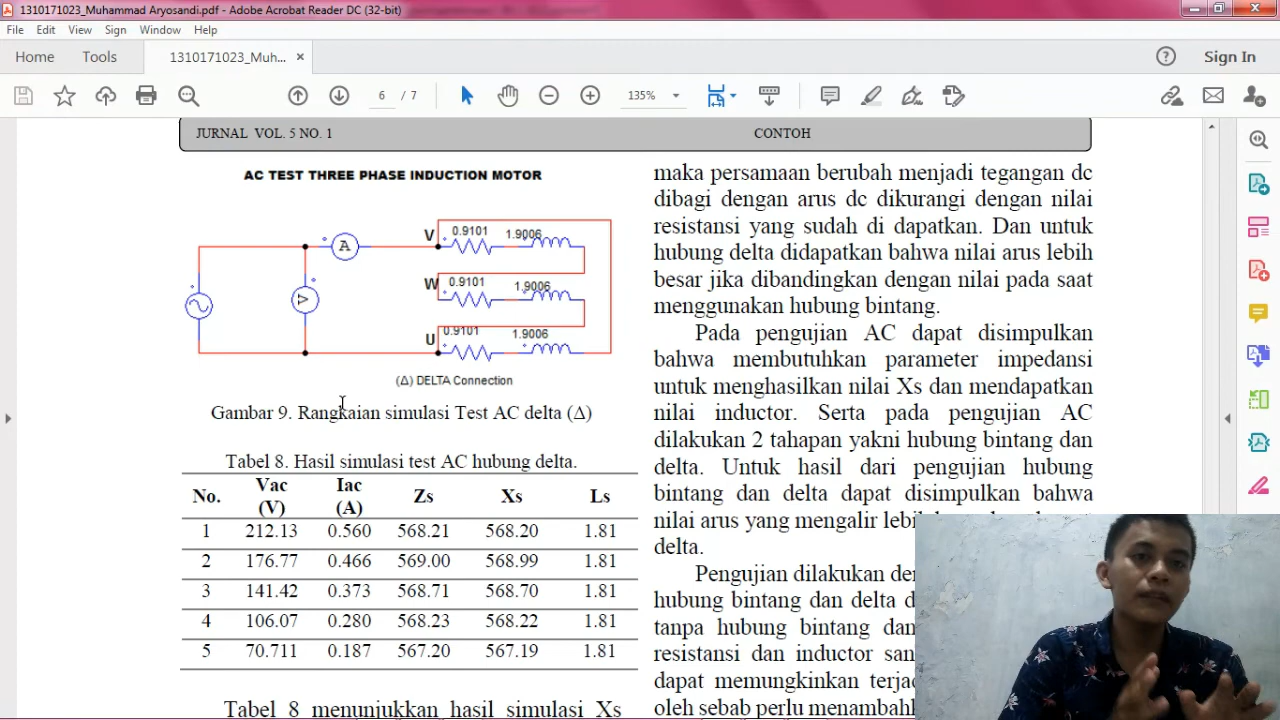 1310171023_Muhammad Aryosandi.pdf - Adobe Acrobat Reader DC (32-bit)
File Edit View Sign Window Help
Home Tools 1310171023_Muh... × Sign In
6 / 7 135%
JURNAL VOL. 5 NO. 1 CONTOH
AC TEST THREE PHASE INDUCTION MOTOR
A
V
V 0.9101 1.9006
W 0.9101 1.9006
U 0.9101 1.9006
(Δ) DELTA Connection
Gambar 9. Rangkaian simulasi Test AC delta (Δ)
Tabel 8. Hasil simulasi test AC hubung delta.
No. Vac (V) Iac (A) Zs Xs Ls
1 212.13 0.560 568.21 568.20 1.81
2 176.77 0.466 569.00 568.99 1.81
3 141.42 0.373 568.71 568.70 1.81
4 106.07 0.280 568.23 568.22 1.81
5 70.711 0.187 567.20 567.19 1.81
Tabel 8 menunjukkan hasil simulasi Xs
maka persamaan berubah menjadi tegangan dc
dibagi dengan arus dc dikurangi dengan nilai
resistansi yang sudah di dapatkan. Dan untuk
hubung delta didapatkan bahwa nilai arus lebih
besar jika dibandingkan dengan nilai pada saat
menggunakan hubung bintang.
Pada pengujian AC dapat disimpulkan
bahwa membutuhkan parameter impedansi
untuk menghasilkan nilai Xs dan mendapatkan
nilai inductor. Serta pada pengujian AC
dilakukan 2 tahapan yakni hubung bintang dan
delta. Untuk hasil dari pengujian hubung
bintang dan delta dapat disimpulkan bahwa
nilai arus yang mengalir
delta.
Pengujian dilakukan
hubung bintang dan delta
tanpa hubung bintang dan
resistansi dan inductor
dapat memungkinkan
oleh sebab perlu